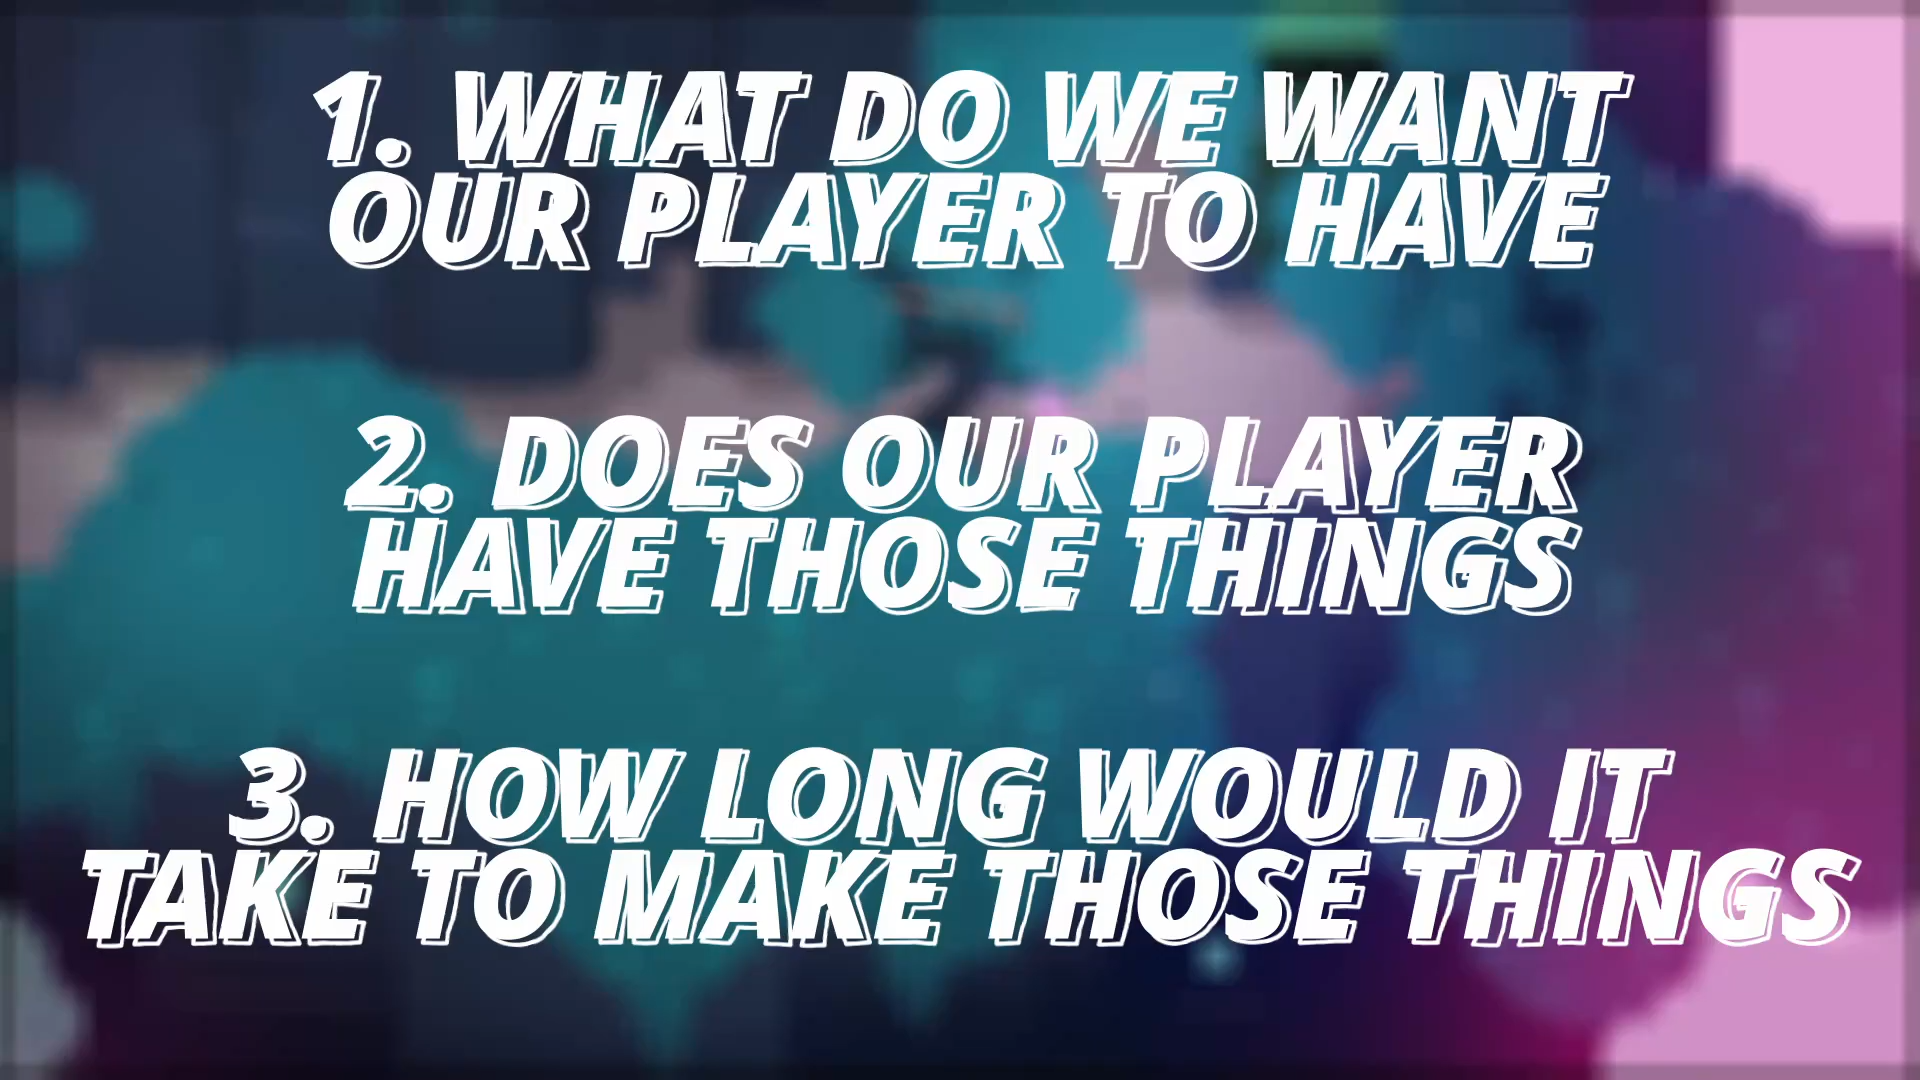 1. WHAT DO WE WANT
OUR PLAYER TO HAVE
2. DOES OUR PLAYER
HAVE THOSE THINGS
3. HOW LONG WOULD IT
TAKE TO MAKE THOSE THINGS